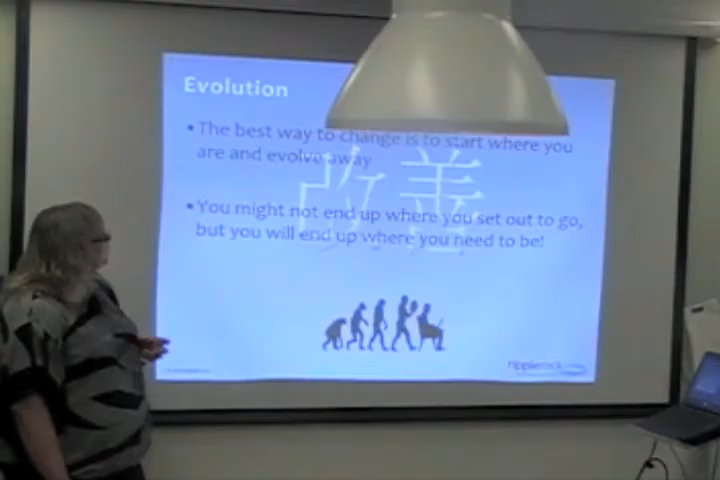 Evolution
• The best way to change is to start where you
are and evolve away
改善
• You might not end up where you set out to go,
but you will end up where you need to be!
ripplerock